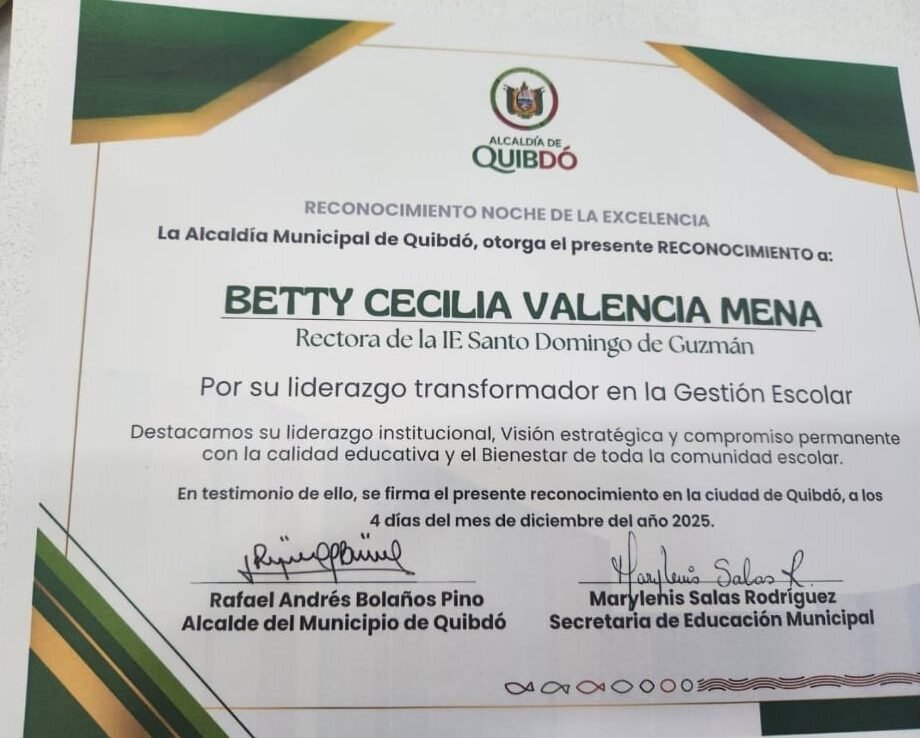 ALCALDÍA DE
QUIBDÓ
RECONOCIMIENTO NOCHE DE LA EXCELENCIA
La Alcaldía Municipal de Quibdó, otorga el presente RECONOCIMIENTO a:
BETTY CECILIA VALENCIA MENA
Rectora de la IE Santo Domingo de Guzmán
Por su liderazgo transformador en la Gestión Escolar
Destacamos su liderazgo institucional, Visión estratégica y compromiso permanente
con la calidad educativa y el Bienestar de toda la comunidad escolar.
En testimonio de ello, se firma el presente reconocimiento en la ciudad de Quibdó, a los
4 días del mes de diciembre del año 2025.
Marylenis Salas R.
Rafael Andrés Bolaños Pino
Marylenis Salas Rodríguez
Alcalde del Municipio de Quibdó
Secretaria de Educación Municipal